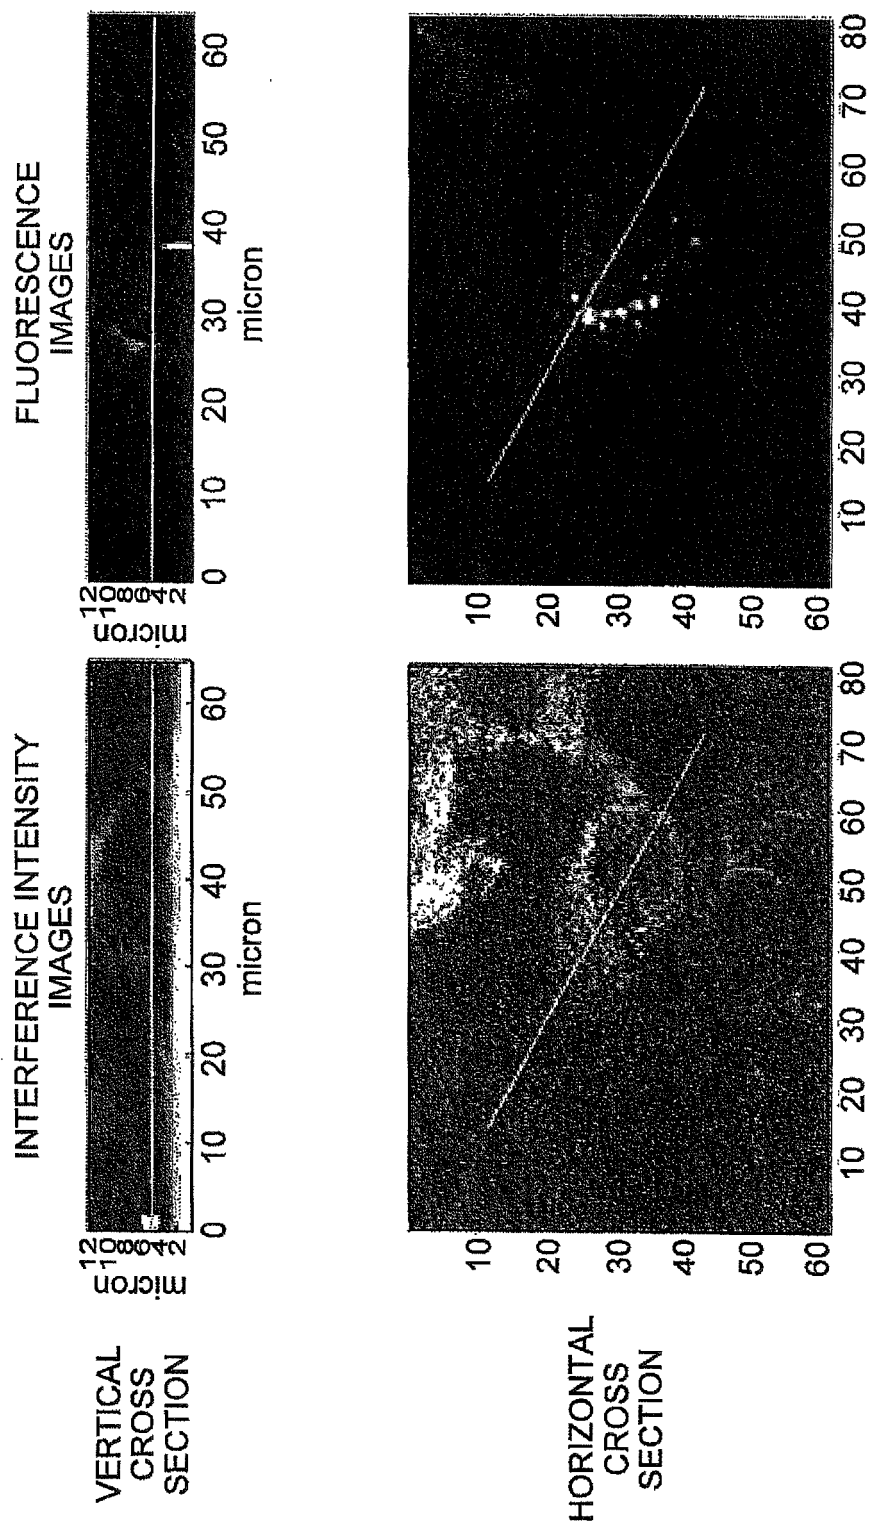 INTERFERENCE INTENSITY
IMAGES
FLUORESCENCE
IMAGES
VERTICAL
CROSS
SECTION
micron
12
10
8
6
4
2
0 10 20 30 40 50 60
micron
micron
12
10
8
6
4
2
0 10 20 30 40 50 60
micron
HORIZONTAL
CROSS
SECTION
10
20
30
40
50
60
10 20 30 40 50 60 70 80
10
20
30
40
50
60
10 20 30 40 50 60 70 80